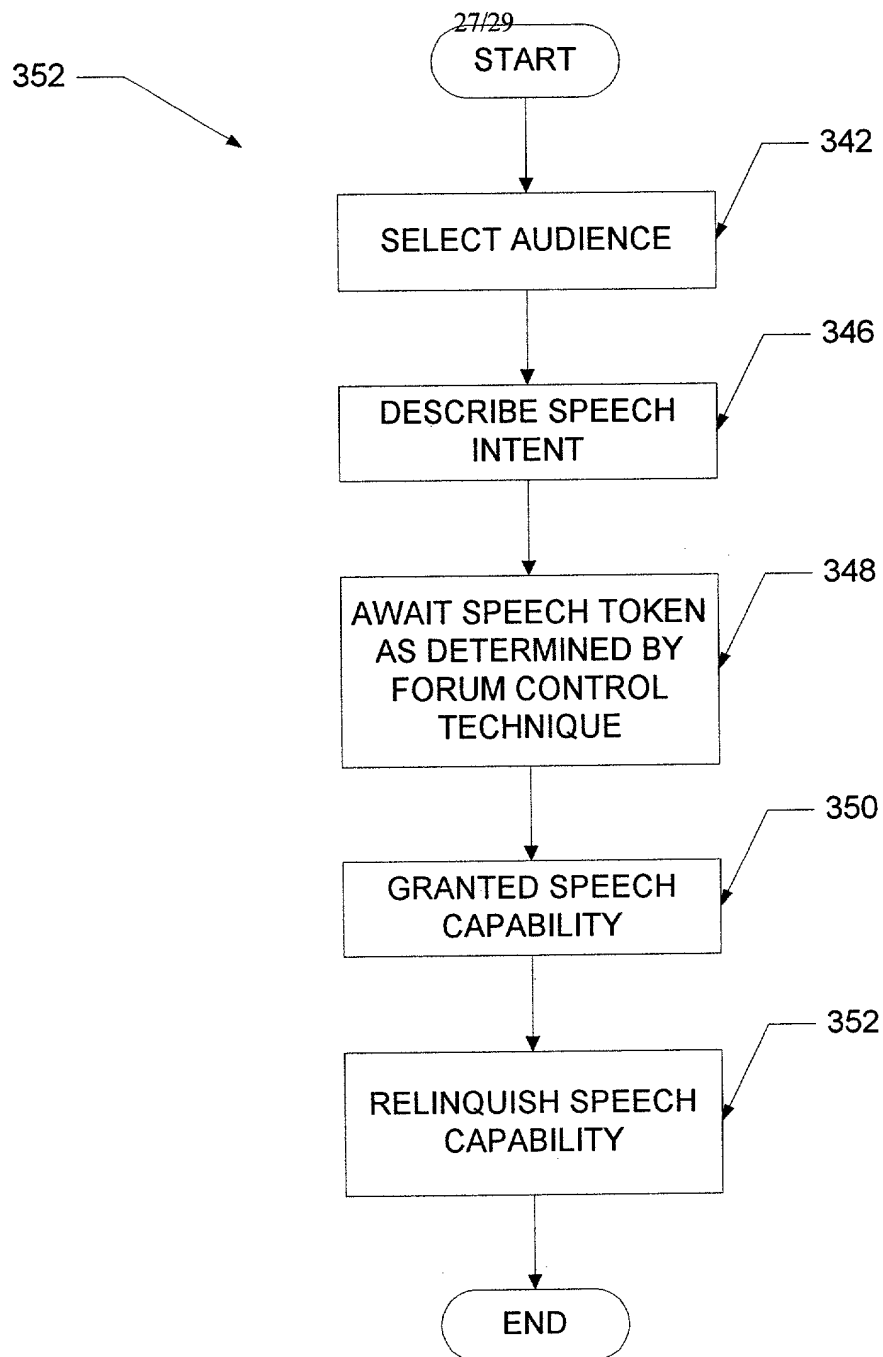 27/29
START
352
342
SELECT AUDIENCE
346
DESCRIBE SPEECH
INTENT
348
AWAIT SPEECH TOKEN
AS DETERMINED BY
FORUM CONTROL
TECHNIQUE
350
GRANTED SPEECH
CAPABILITY
352
RELINQUISH SPEECH
CAPABILITY
END